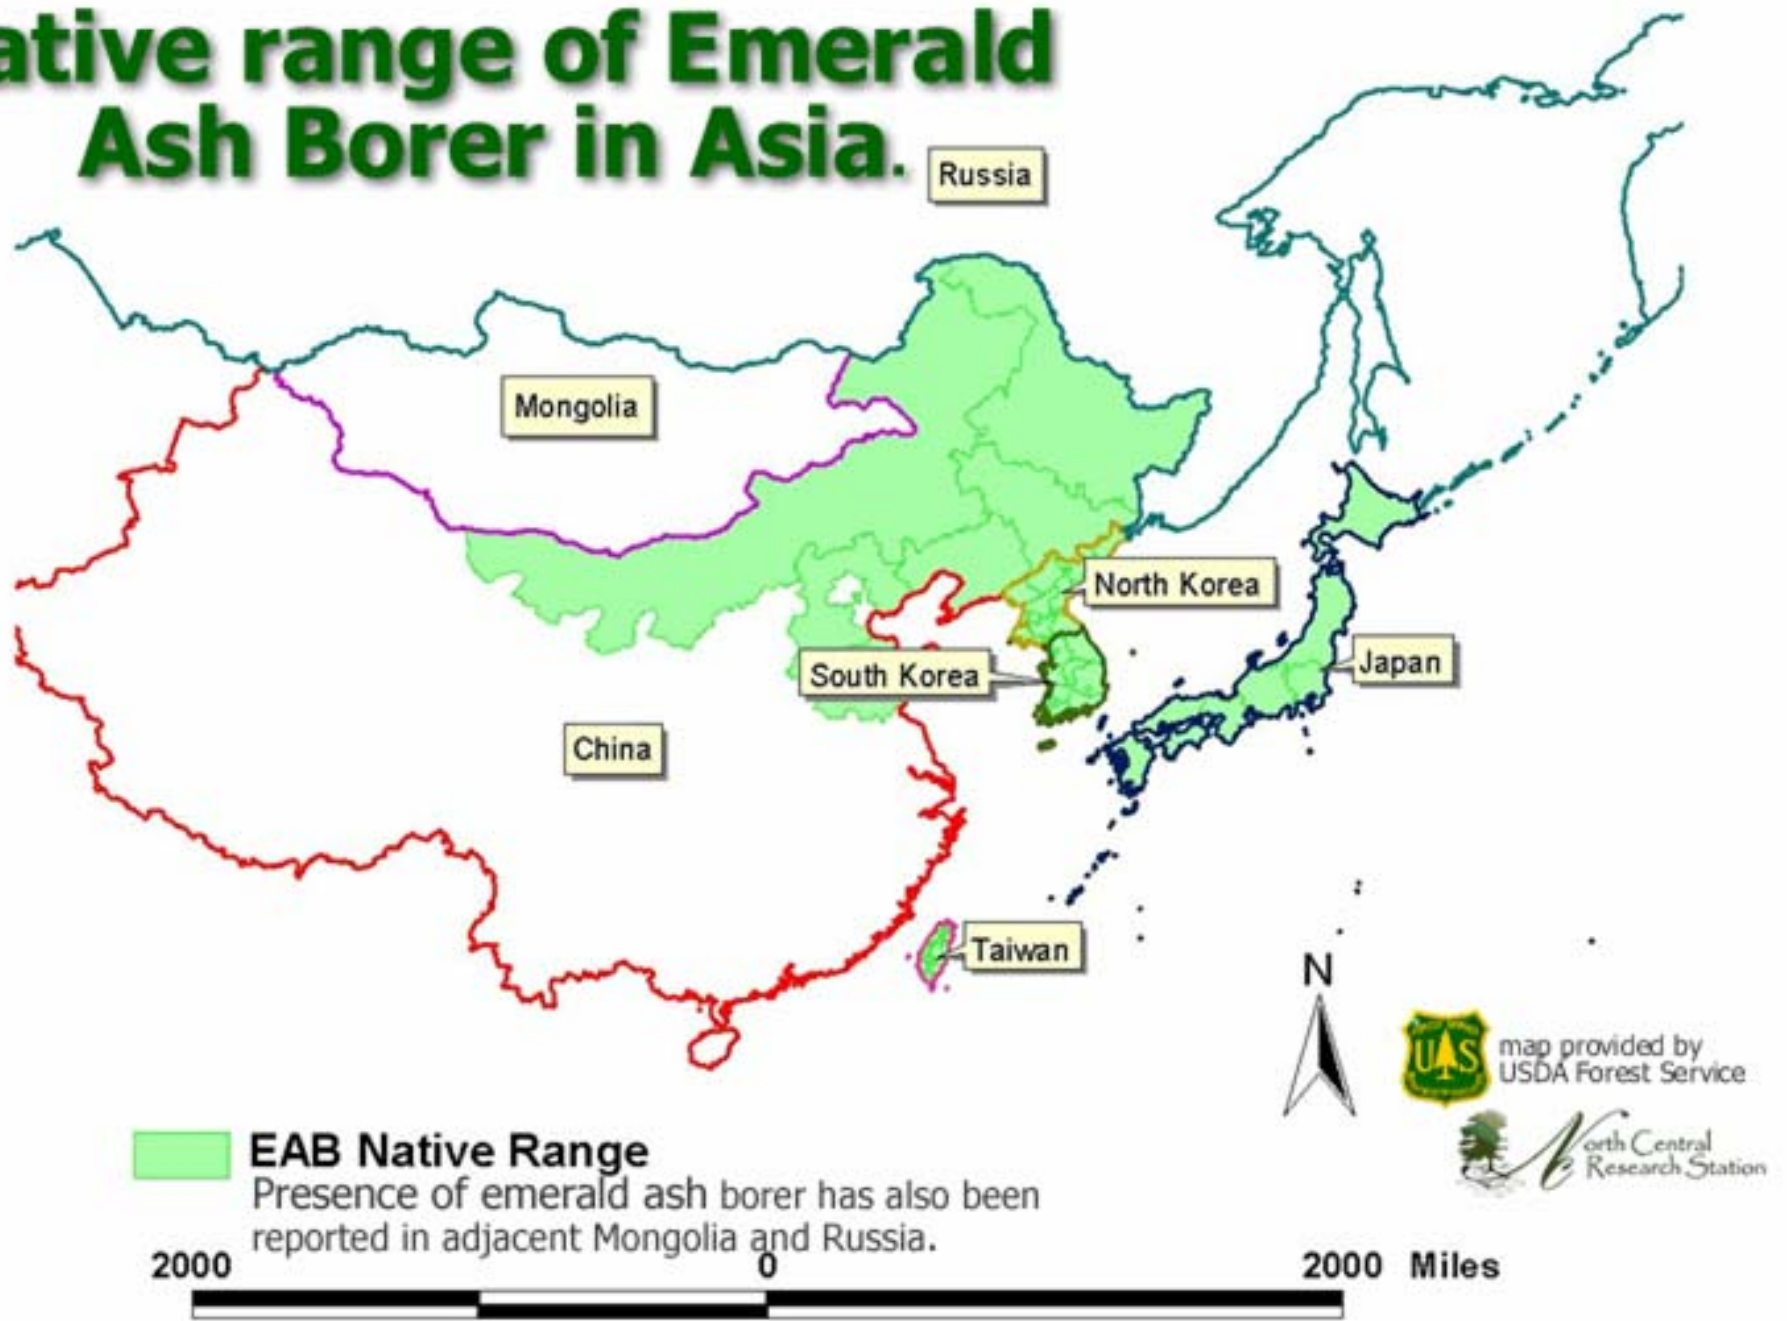 ative range of Emerald
Ash Borer in Asia.
Russia
Mongolia
North Korea
South Korea
Japan
China
Taiwan
N
U S
map provided by
USDA Forest Service
North Central
Research Station
EAB Native Range
Presence of emerald ash borer has also been
reported in adjacent Mongolia and Russia.
2000 0 2000 Miles